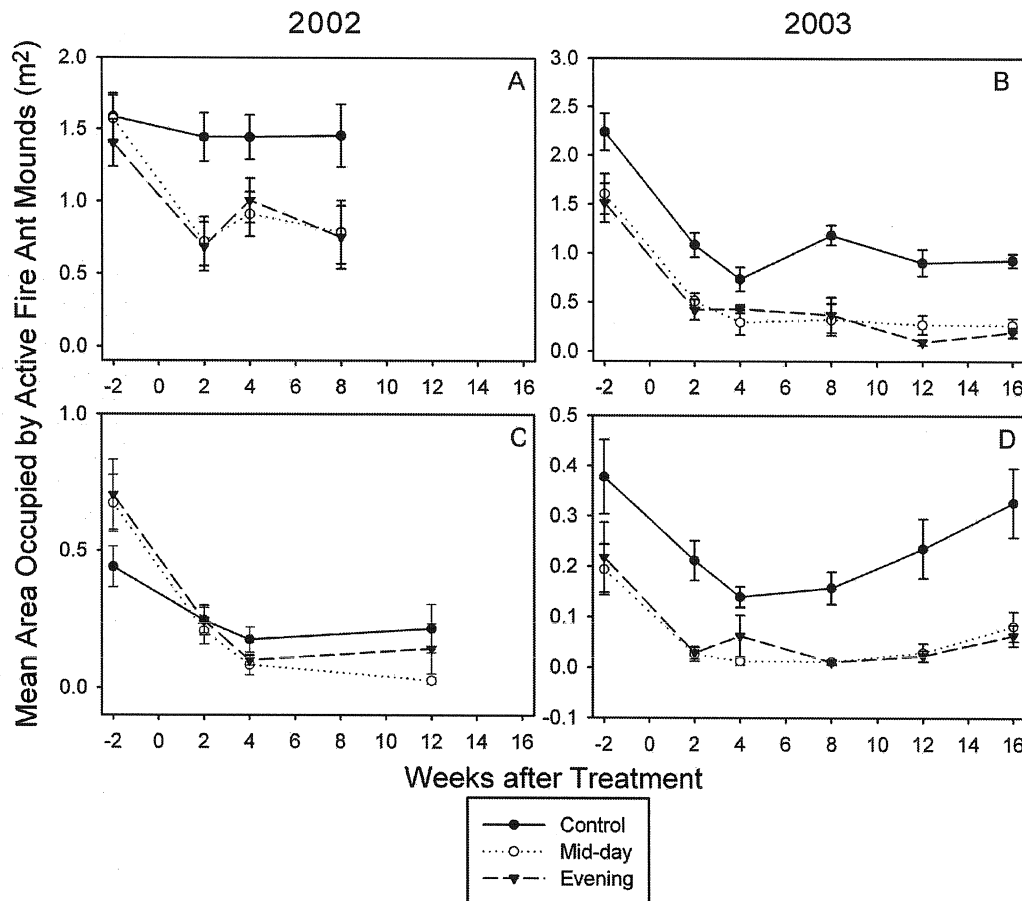 2002
2003
Mean Area Occupied by Active Fire Ant Mounds (m²)
A
2.0
1.5
1.0
0.5
0.0
-2 0 2 4 6 8 10 12 14 16
B
3.0
2.5
2.0
1.5
1.0
0.5
0.0
-2 0 2 4 6 8 10 12 14 16
C
1.0
0.5
0.0
-2 0 2 4 6 8 10 12 14 16
D
0.5
0.4
0.3
0.2
0.1
0.0
-0.1
-2 0 2 4 6 8 10 12 14 16
Weeks after Treatment
Control
Mid-day
Evening